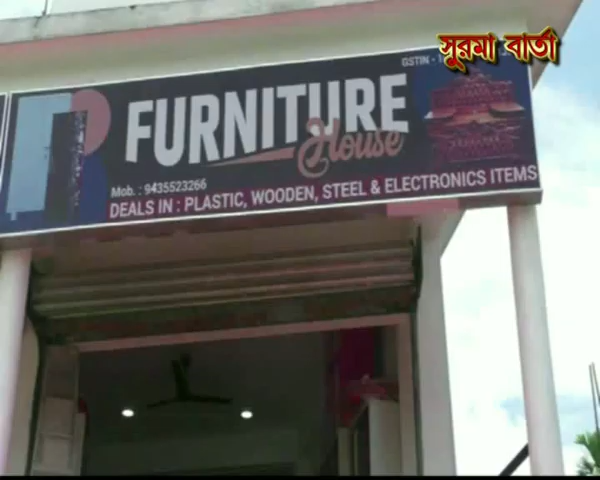 সুরমা বার্তা
GSTIN -
FURNITURE
House
Mob. : 9435523266
DEALS IN : PLASTIC, WOODEN, STEEL & ELECTRONICS ITEMS